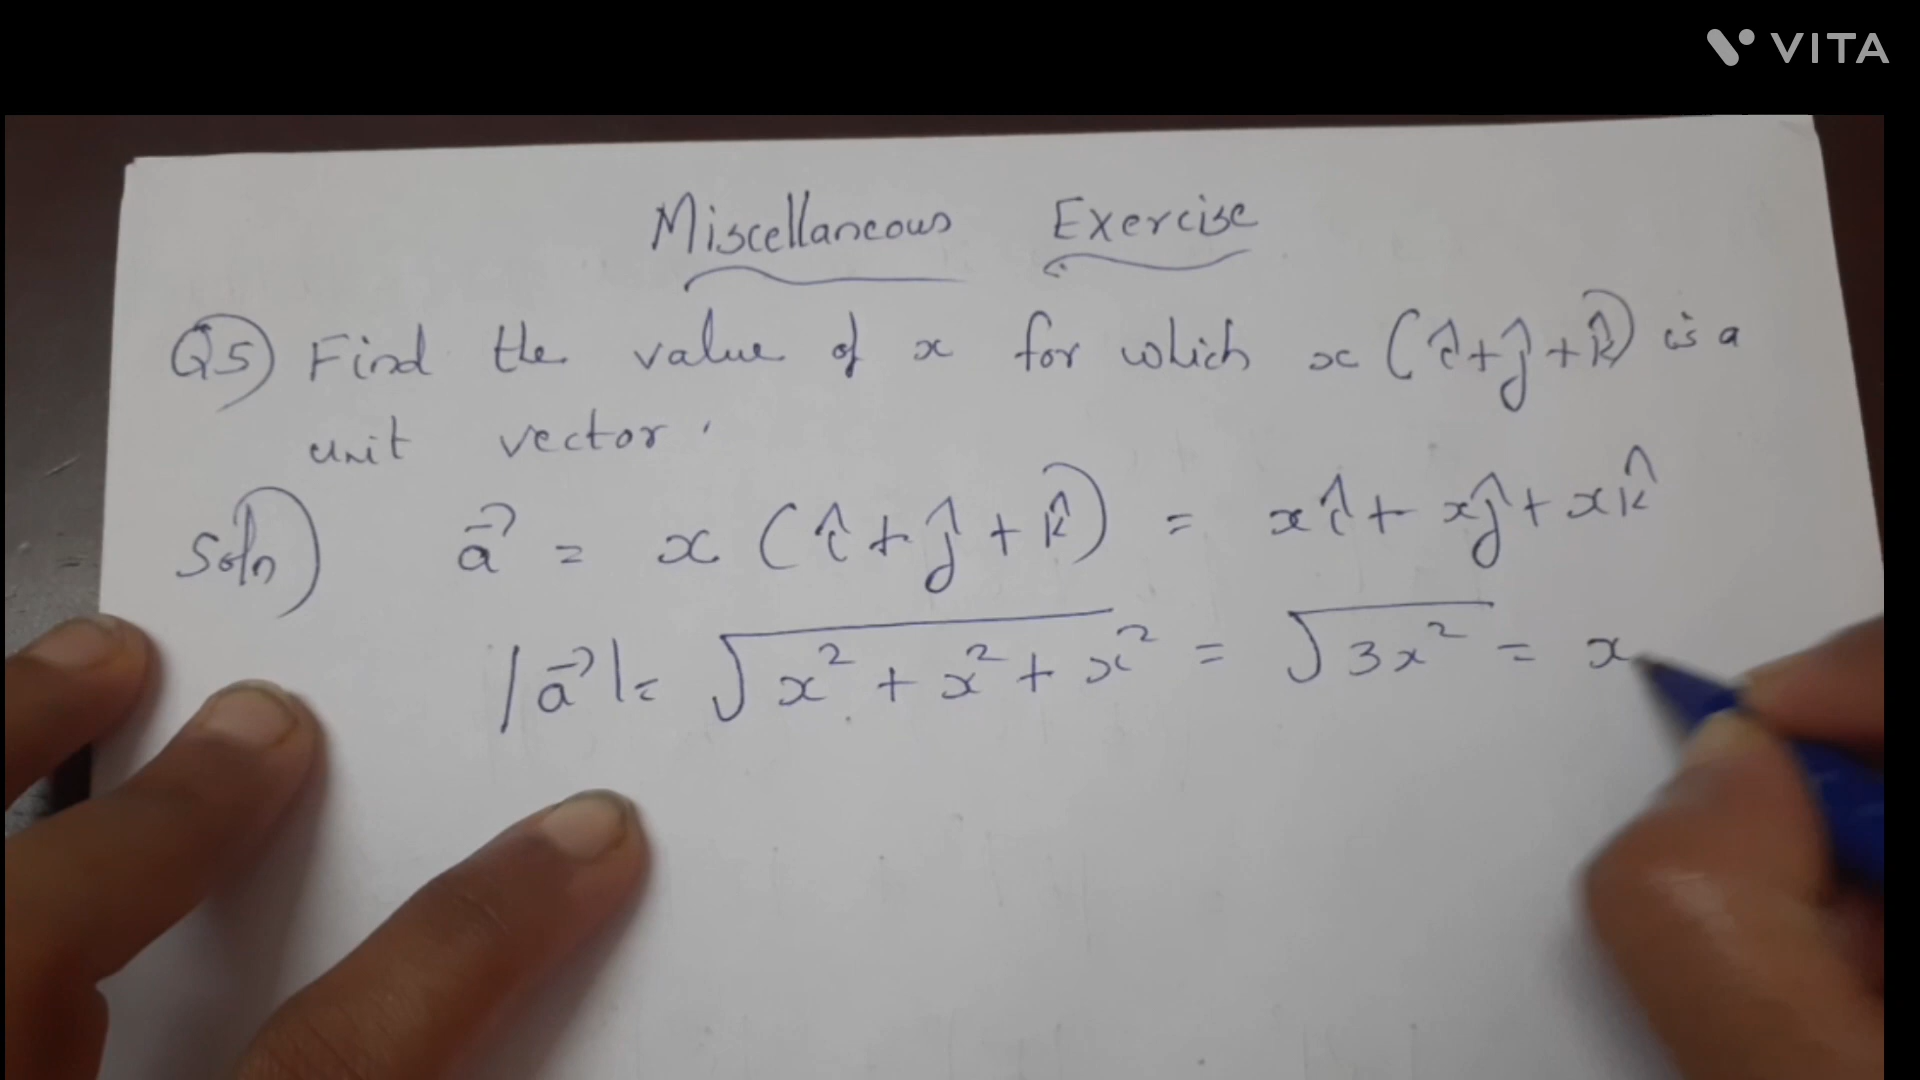 VITA
Miscellaneous Exercise
Q5) Find the value of x for which x (î + ĵ + k̂) is a
unit vector.
Soln) a⃗ = x (î + ĵ + k̂) = xî + xĵ + xk̂
|a⃗| = √x² + x² + x² = √3x² = x